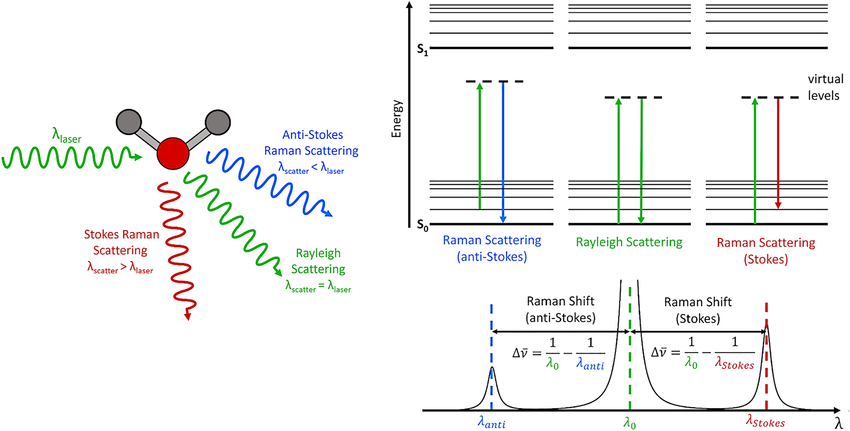 λlaser
Anti-Stokes
Raman Scattering
λscatter < λlaser
Stokes Raman
Scattering
λscatter > λlaser
Rayleigh
Scattering
λscatter = λlaser
Energy
S1
S0
virtual
levels
Raman Scattering
(anti-Stokes)
Rayleigh Scattering
Raman Scattering
(Stokes)
Raman Shift
(anti-Stokes)
Δν̄ = 1/λ0 − 1/λanti
Raman Shift
(Stokes)
Δν̄ = 1/λ0 − 1/λStokes
λanti
λ0
λStokes
λ